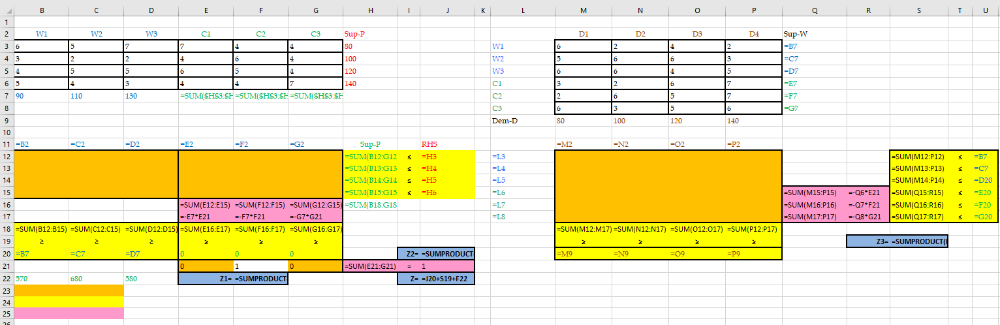 B C D E F G H I J K L M N O P Q R S T U
1
2 W1 W2 W3 C1 C2 C3 Sup-P D1 D2 D3 D4 Sup-W
3 6 5 7 7 4 4 80 W1 6 2 4 2 =B7
4 3 2 2 4 6 4 100 W2 5 6 6 3 =C7
5 4 5 5 6 5 4 120 W3 6 6 4 5 =D7
6 5 4 3 4 4 7 140 C1 3 2 6 7 =E7
7 90 110 130 =SUM($H$3:$H =SUM($H$3:$H =SUM($H$3:$H C2 2 6 5 7 =F7
8 C3 6 3 5 6 =G7
9 Dem-D 80 100 120 140
10
11 =B2 =C2 =D2 =E2 =F2 =G2 Sup-P RHS =M2 =N2 =O2 =P2
12 =SUM(B12:G12 ≤ =H3 =L3 =SUM(M12:P12) ≤ =B7
13 =SUM(B13:G13 ≤ =H4 =L4 =SUM(M13:P13) ≤ =C7
14 =SUM(B14:G14 ≤ =H5 =L5 =SUM(M14:P14) ≤ =D20
15 =SUM(B15:G15 ≤ =H6 =L6 =SUM(M15:P15) =-Q6*E21 =SUM(Q15:R15) ≤ =E20
16 =SUM(E12:E15) =SUM(F12:F15) =SUM(G12:G15) =SUM(B18:G18 =L7 =SUM(M16:P16) =-Q7*F21 =SUM(Q16:R16) ≤ =F20
17 =-E7*E21 =-F7*F21 =-G7*G21 =L8 =SUM(M17:P17) =-Q8*G21 =SUM(Q17:R17) ≤ =G20
18 =SUM(B12:B15) =SUM(C12:C15) =SUM(D12:D15) =SUM(E16:E17) =SUM(F16:F17) =SUM(G16:G17) =SUM(M12:M17) =SUM(N12:N17) =SUM(O12:O17) =SUM(P12:P17)
19 ≥ ≥ ≥ ≥ ≥ ≥ ≥ ≥ ≥ ≥ Z3= =SUMPRODUCT(
20 =B7 =C7 =D7 0 0 0 Z2= =SUMPRODUCT =M9 =N9 =O9 =P9
21 0 1 0 =SUM(E21:G21) = 1
22 570 680 580 Z1= =SUMPRODUCT Z= =J20+S19+F22
23
24
25